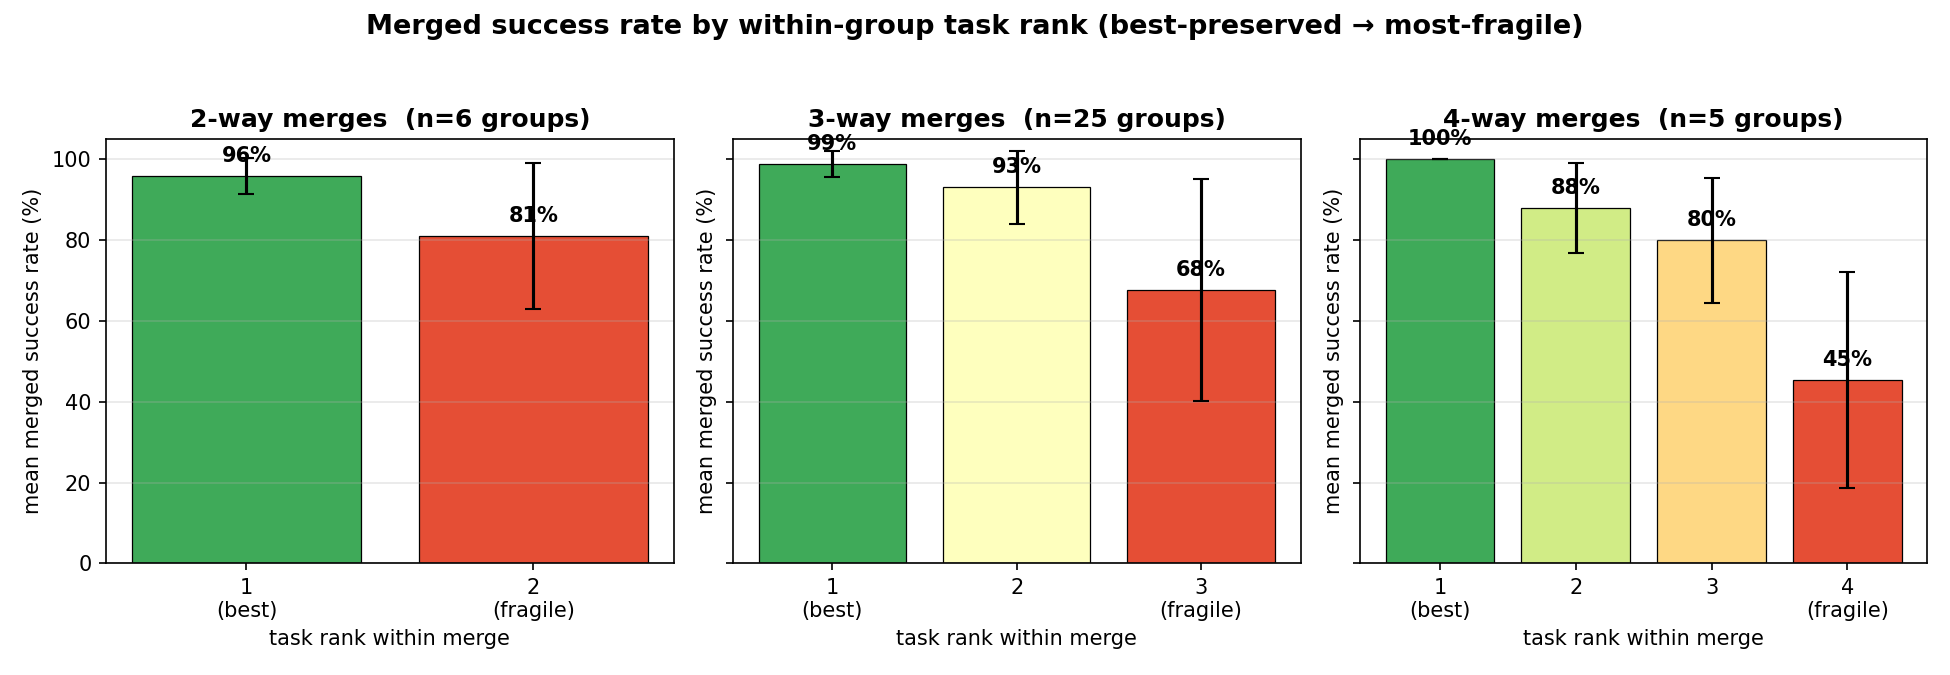 Merged success rate by within-group task rank (best-preserved → most-fragile)
2-way merges (n=6 groups)
mean merged success rate (%)
100
80
60
40
20
0
96%
81%
1
(best)
2
(fragile)
task rank within merge
3-way merges (n=25 groups)
mean merged success rate (%)
99%
93%
68%
1
(best)
2
3
(fragile)
task rank within merge
4-way merges (n=5 groups)
mean merged success rate (%)
100%
88%
80%
45%
1
(best)
2
3
4
(fragile)
task rank within merge